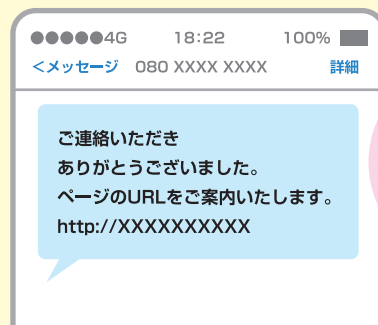 ●●●●●4G 18:22 100%
<メッセージ 080 XXXX XXXX 詳細
ご連絡いただき
ありがとうございました。
ページのURLをご案内いたします。
http://XXXXXXXXXX